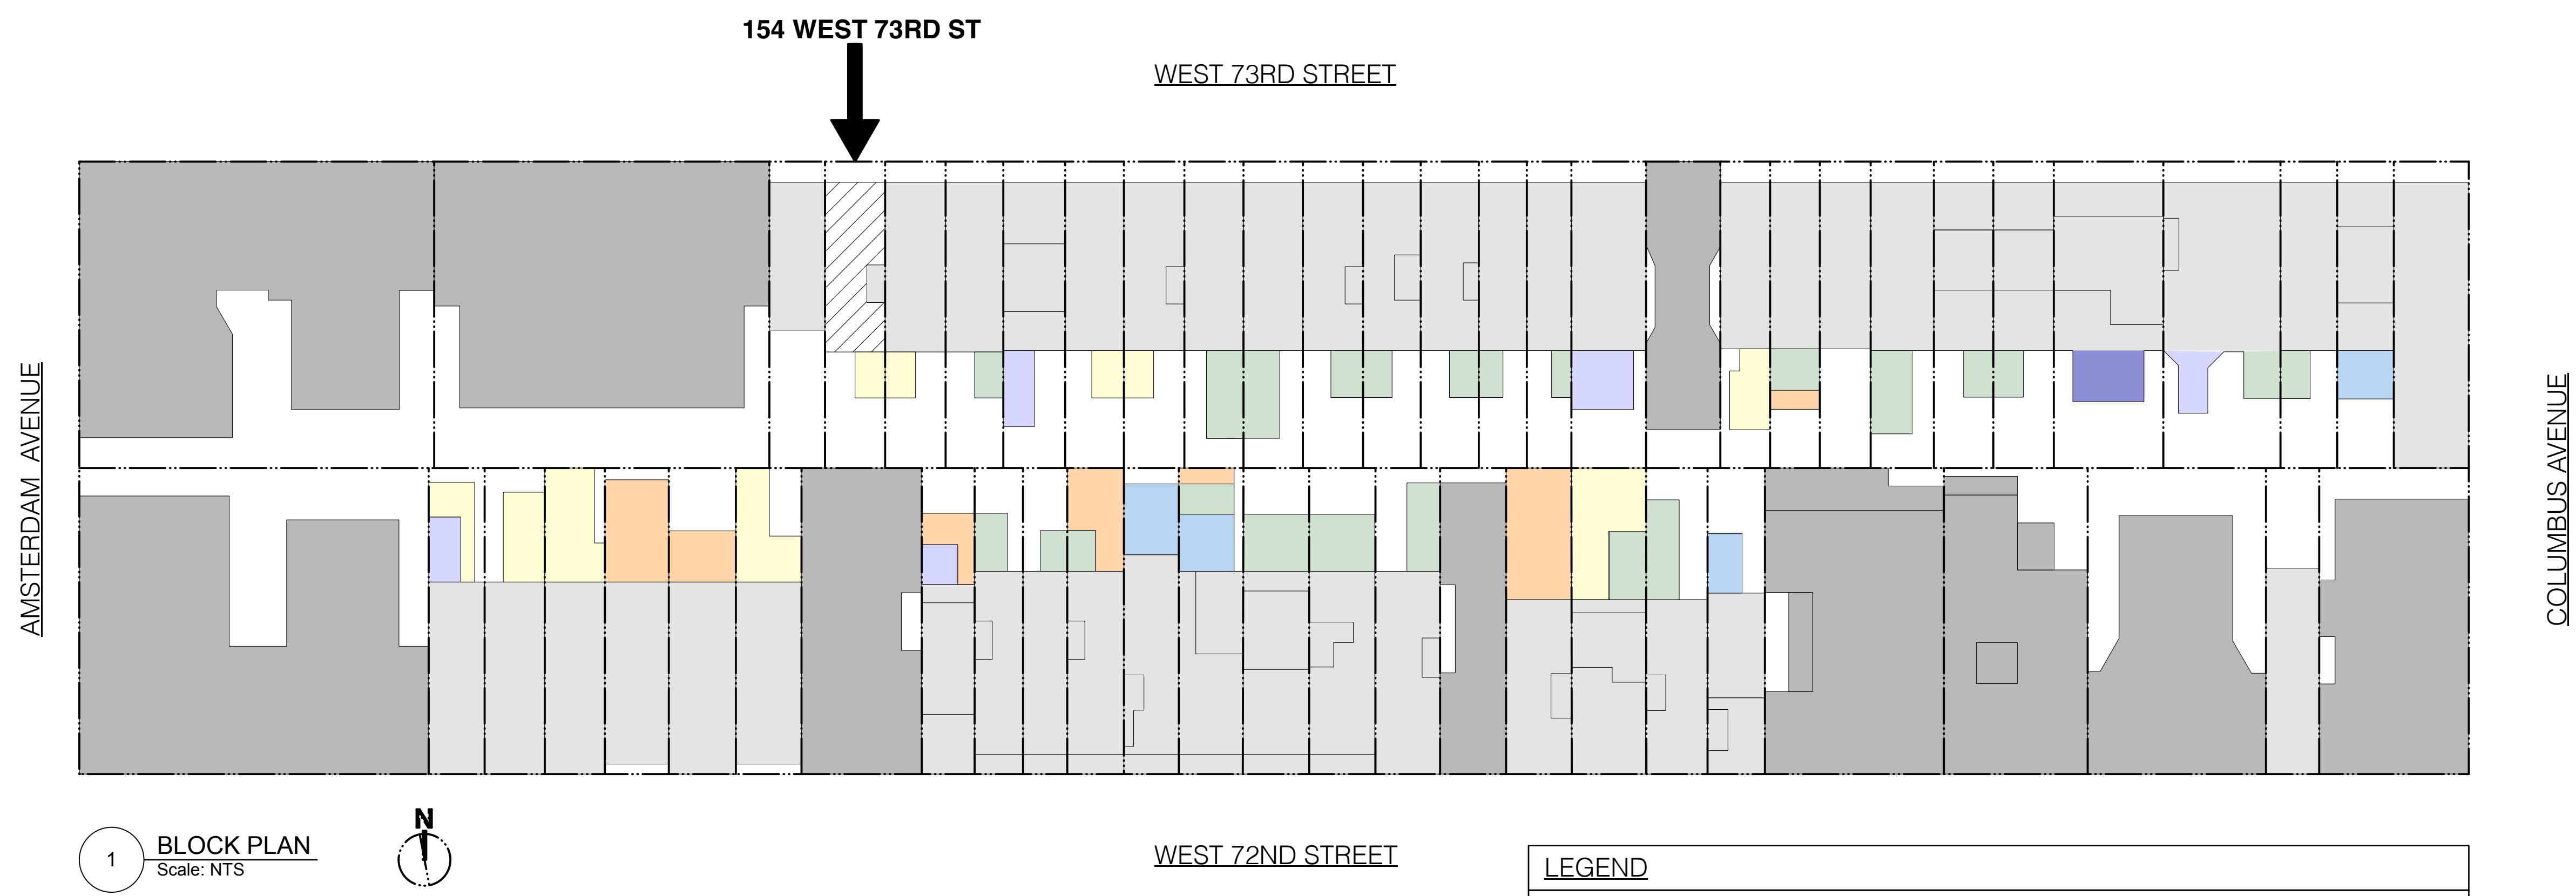 154 WEST 73RD ST
WEST 73RD STREET
AMSTERDAM AVENUE
COLUMBUS AVENUE
1
BLOCK PLAN
Scale: NTS
N
WEST 72ND STREET
LEGEND